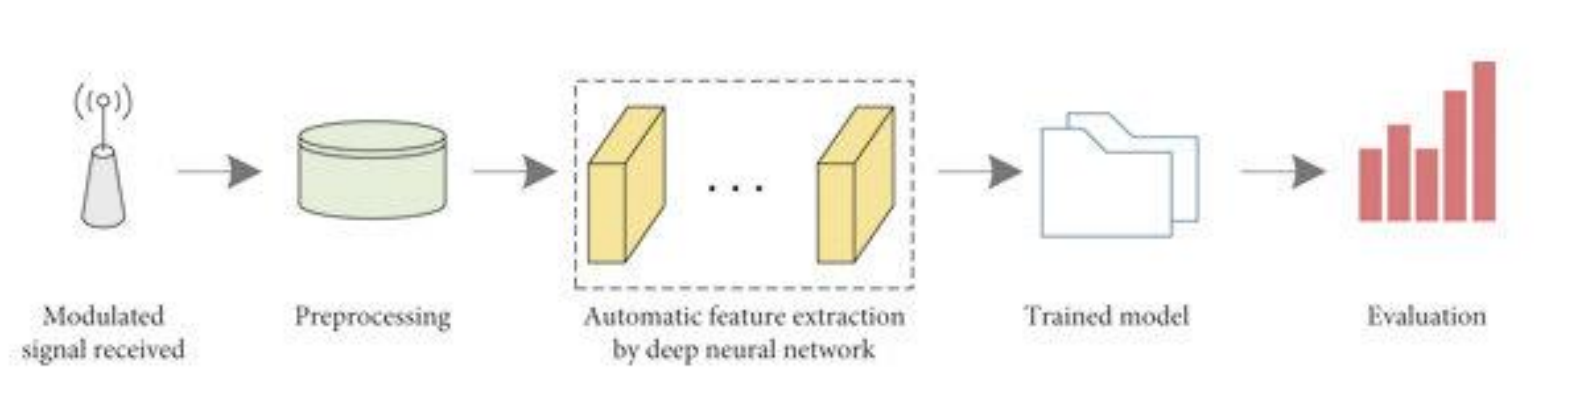 Modulated
signal received
Preprocessing
Automatic feature extraction
by deep neural network
Trained model
Evaluation